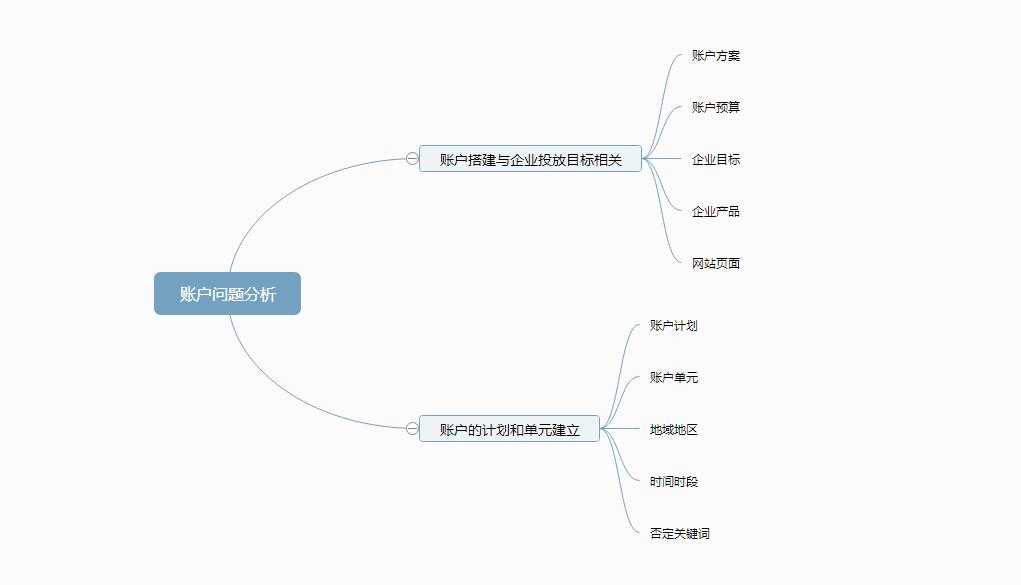 账户问题分析
账户搭建与企业投放目标相关
账户方案
账户预算
企业目标
企业产品
网站页面
账户的计划和单元建立
账户计划
账户单元
地域地区
时间时段
否定关键词